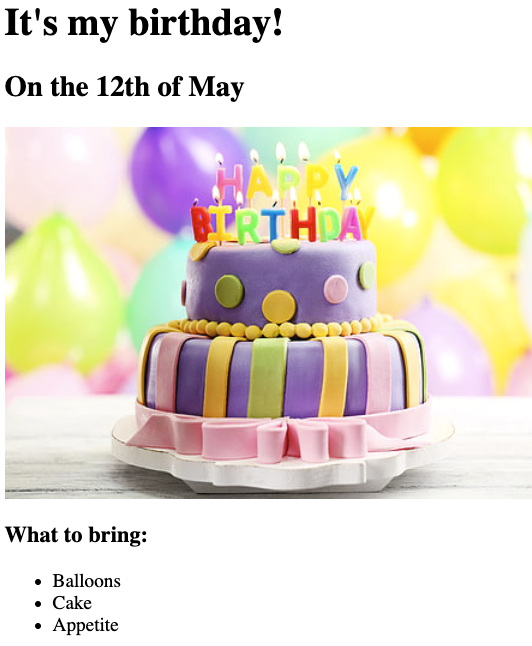 It's my birthday!
On the 12th of May
HAPPY
BIRTHDAY
What to bring:
Balloons
Cake
Appetite